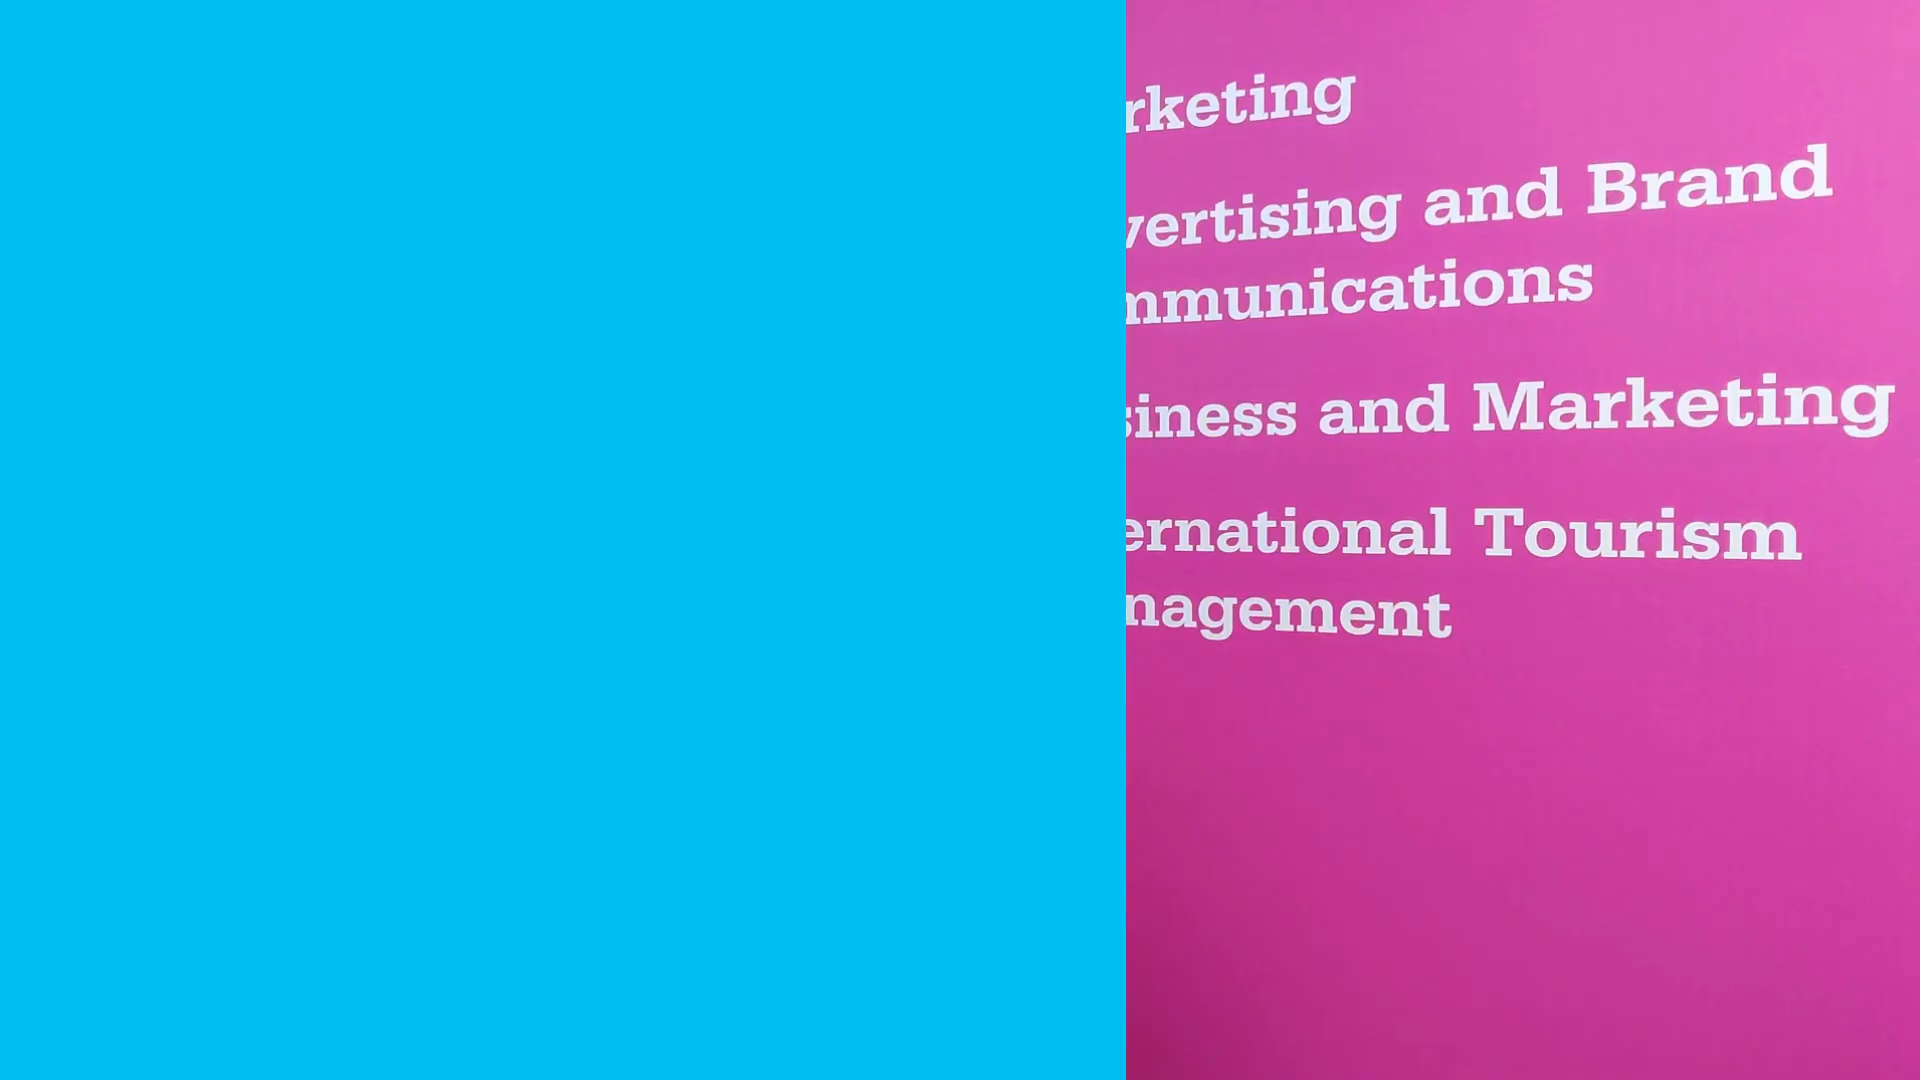 rketing
vertising and Brand
mmunications
siness and Marketing
ernational Tourism
nagement